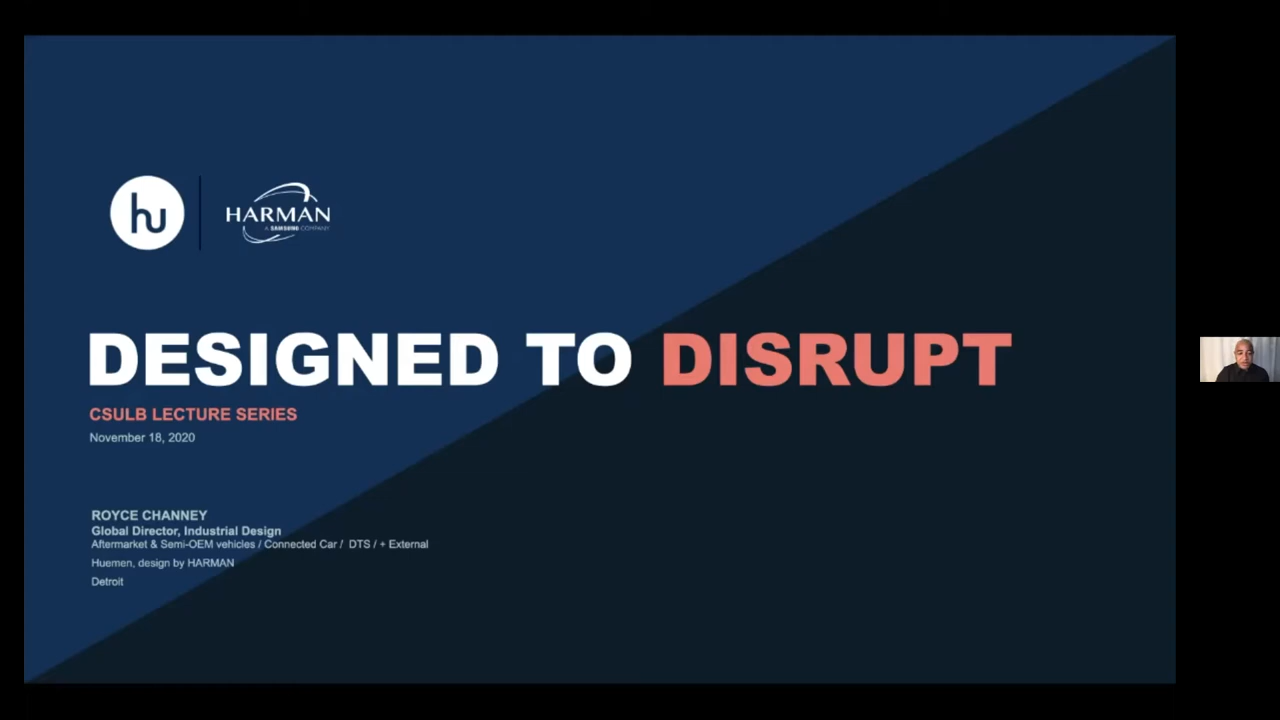 hu
HARMAN
A SAMSUNG COMPANY
DESIGNED TO DISRUPT
CSULB LECTURE SERIES
November 18, 2020
ROYCE CHANNEY
Global Director, Industrial Design
Aftermarket & Semi-OEM vehicles / Connected Car / DTS / + External
Huemen, design by HARMAN
Detroit